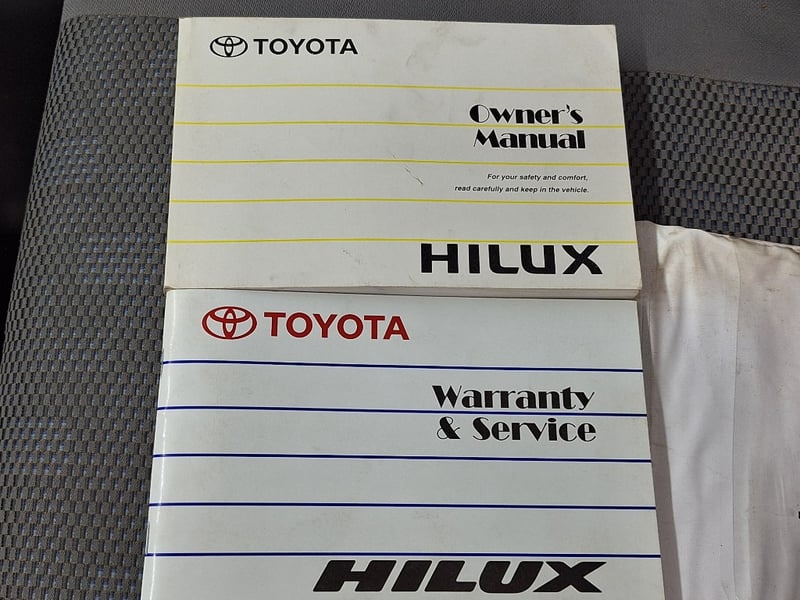 TOYOTA
Owner's
Manual
For your safety and comfort,
read carefully and keep in the vehicle.
HILUX
TOYOTA
Warranty
& Service
HILUX